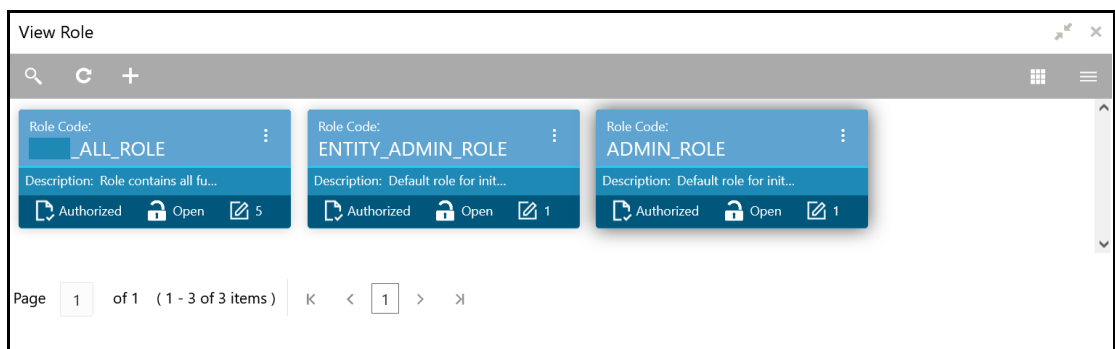 View Role
Role Code:
_ALL_ROLE
Description: Role contains all fu...
Authorized Open 5
Role Code:
ENTITY_ADMIN_ROLE
Description: Default role for init...
Authorized Open 1
Role Code:
ADMIN_ROLE
Description: Default role for init...
Authorized Open 1
Page 1 of 1 ( 1 - 3 of 3 items ) 1